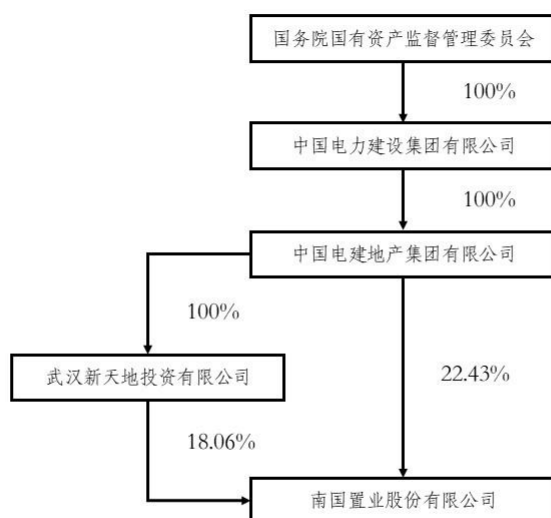 国务院国有资产监督管理委员会
100%
中国电力建设集团有限公司
100%
中国电建地产集团有限公司
100%
武汉新天地投资有限公司
22.43%
18.06%
南国置业股份有限公司